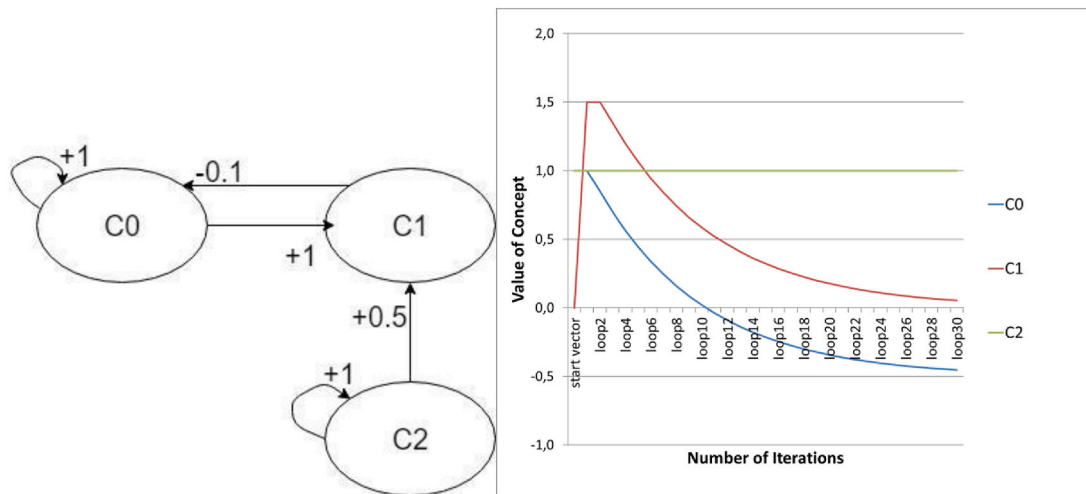 +1
-0.1
C0
C1
+1
+0.5
+1
C2
2,0
1,5
1,0
0,5
0,0
-0,5
-1,0
Value of Concept
start vector
loop2
loop4
loop6
loop8
loop10
loop12
loop14
loop16
loop18
loop20
loop22
loop24
loop26
loop28
loop30
Number of Iterations
C0
C1
C2